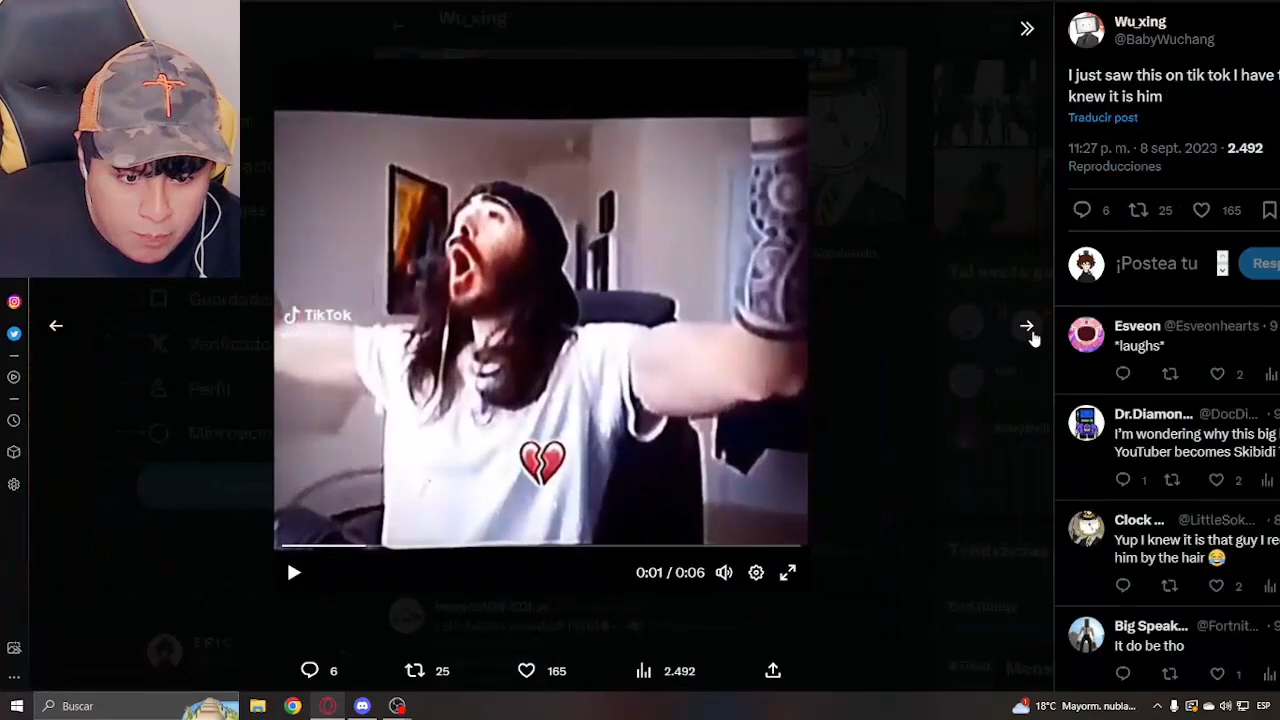 Wu_xing
Wu_xing
@BabyWuchang
I just saw this on tik tok I have
knew it is him
Traducir post
11:27 p. m. · 8 sept. 2023 · 2.492
Reproducciones
6 25 165
¡Postea tu
Esveon @Esveonhearts ·
*laughs*
2
Dr.Diamon... @DocDi...
I'm wondering why this big
YouTuber becomes Skibidi
1 2
Clock ... @LittleSok...
Yup I knew it is that guy I
him by the hair 😂
2
Big Speak... @Fortnit...
It do be tho
1
TikTok
0:01 / 0:06
Guardado
Verificado
Perfil
6 25 165 2.492
Buscar
18°C Mayorm. nubla...
ESP